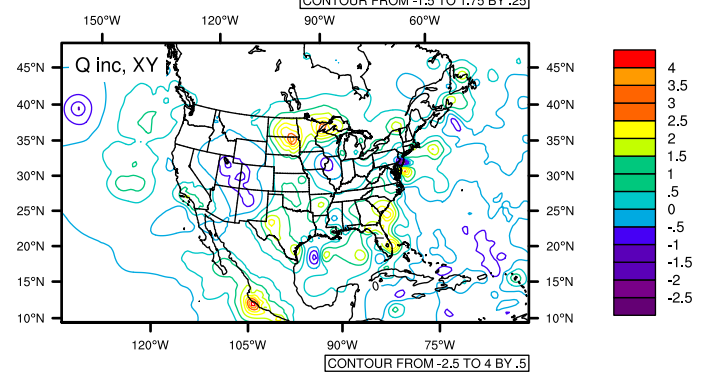 CONTOUR FROM -1.5 TO 1.75 BY .25
150°W 120°W 90°W 60°W
Q inc, XY
45°N 45°N
40°N 40°N
35°N 35°N
30°N 30°N
25°N 25°N
20°N 20°N
15°N 15°N
10°N 10°N
120°W 105°W 90°W 75°W
CONTOUR FROM -2.5 TO 4 BY .5
4
3.5
3
2.5
2
1.5
1
.5
0
-.5
-1
-1.5
-2
-2.5